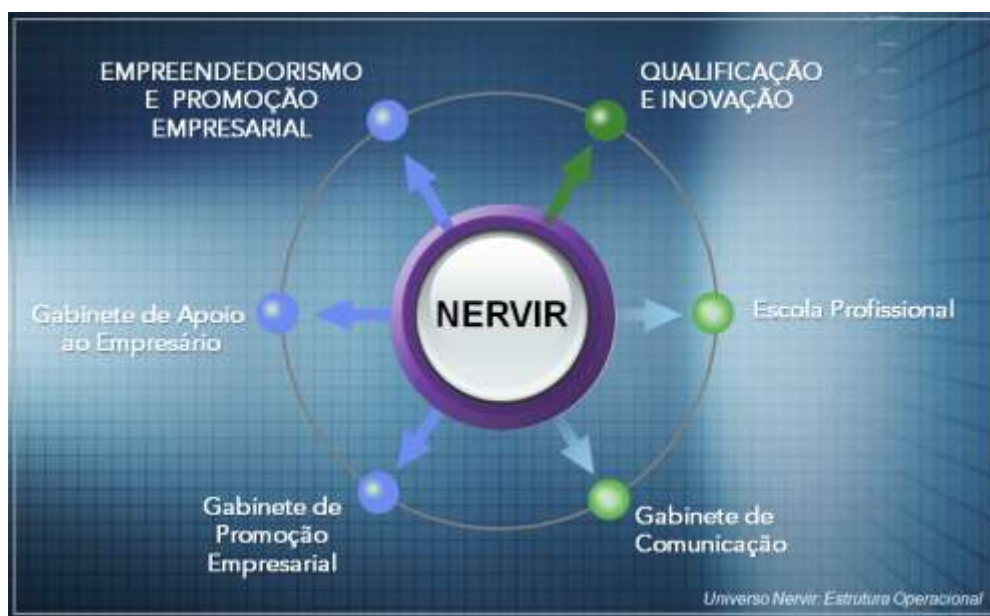 EMPREENDEDORISMO
E PROMOÇÃO
EMPRESARIAL
QUALIFICAÇÃO
E INOVAÇÃO
Gabinete de Apoio
ao Empresário
NERVIR
Escola Profissional
Gabinete de
Promoção
Empresarial
Gabinete de
Comunicação
Universo Nervir: Estrutura Operacional